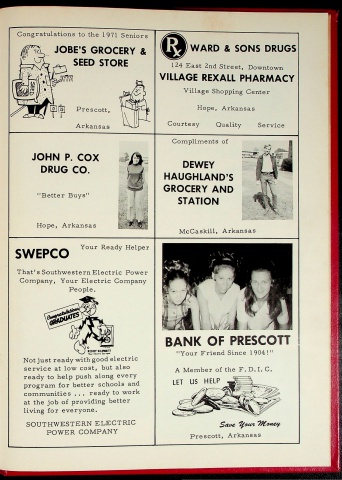 Congratulations to the 1971 Seniors
JOBE'S GROCERY &
SEED STORE
Prescott,
Arkansas
Rx
WARD & SONS DRUGS
124 East 2nd Street, Downtown
VILLAGE REXALL PHARMACY
Village Shopping Center
Hope, Arkansas
Courtesy Quality Service
JOHN P. COX
DRUG CO.
"Better Buys"
Hope, Arkansas
Compliments of
DEWEY
HAUGHLAND'S
GROCERY AND
STATION
McCaskill, Arkansas
SWEPCO
Your Ready Helper
That's Southwestern Electric Power
Company, Your Electric Company
People.
Congratulations
GRADUATES
Not just ready with good electric
service at low cost, but also
ready to help push along every
program for better schools and
communities ... ready to work
at the job of providing better
living for everyone.
SOUTHWESTERN ELECTRIC
POWER COMPANY
BANK OF PRESCOTT
"Your Friend Since 1904!"
A Member of the F.D.I.C.
LET US HELP
Save Your Money
Prescott, Arkansas